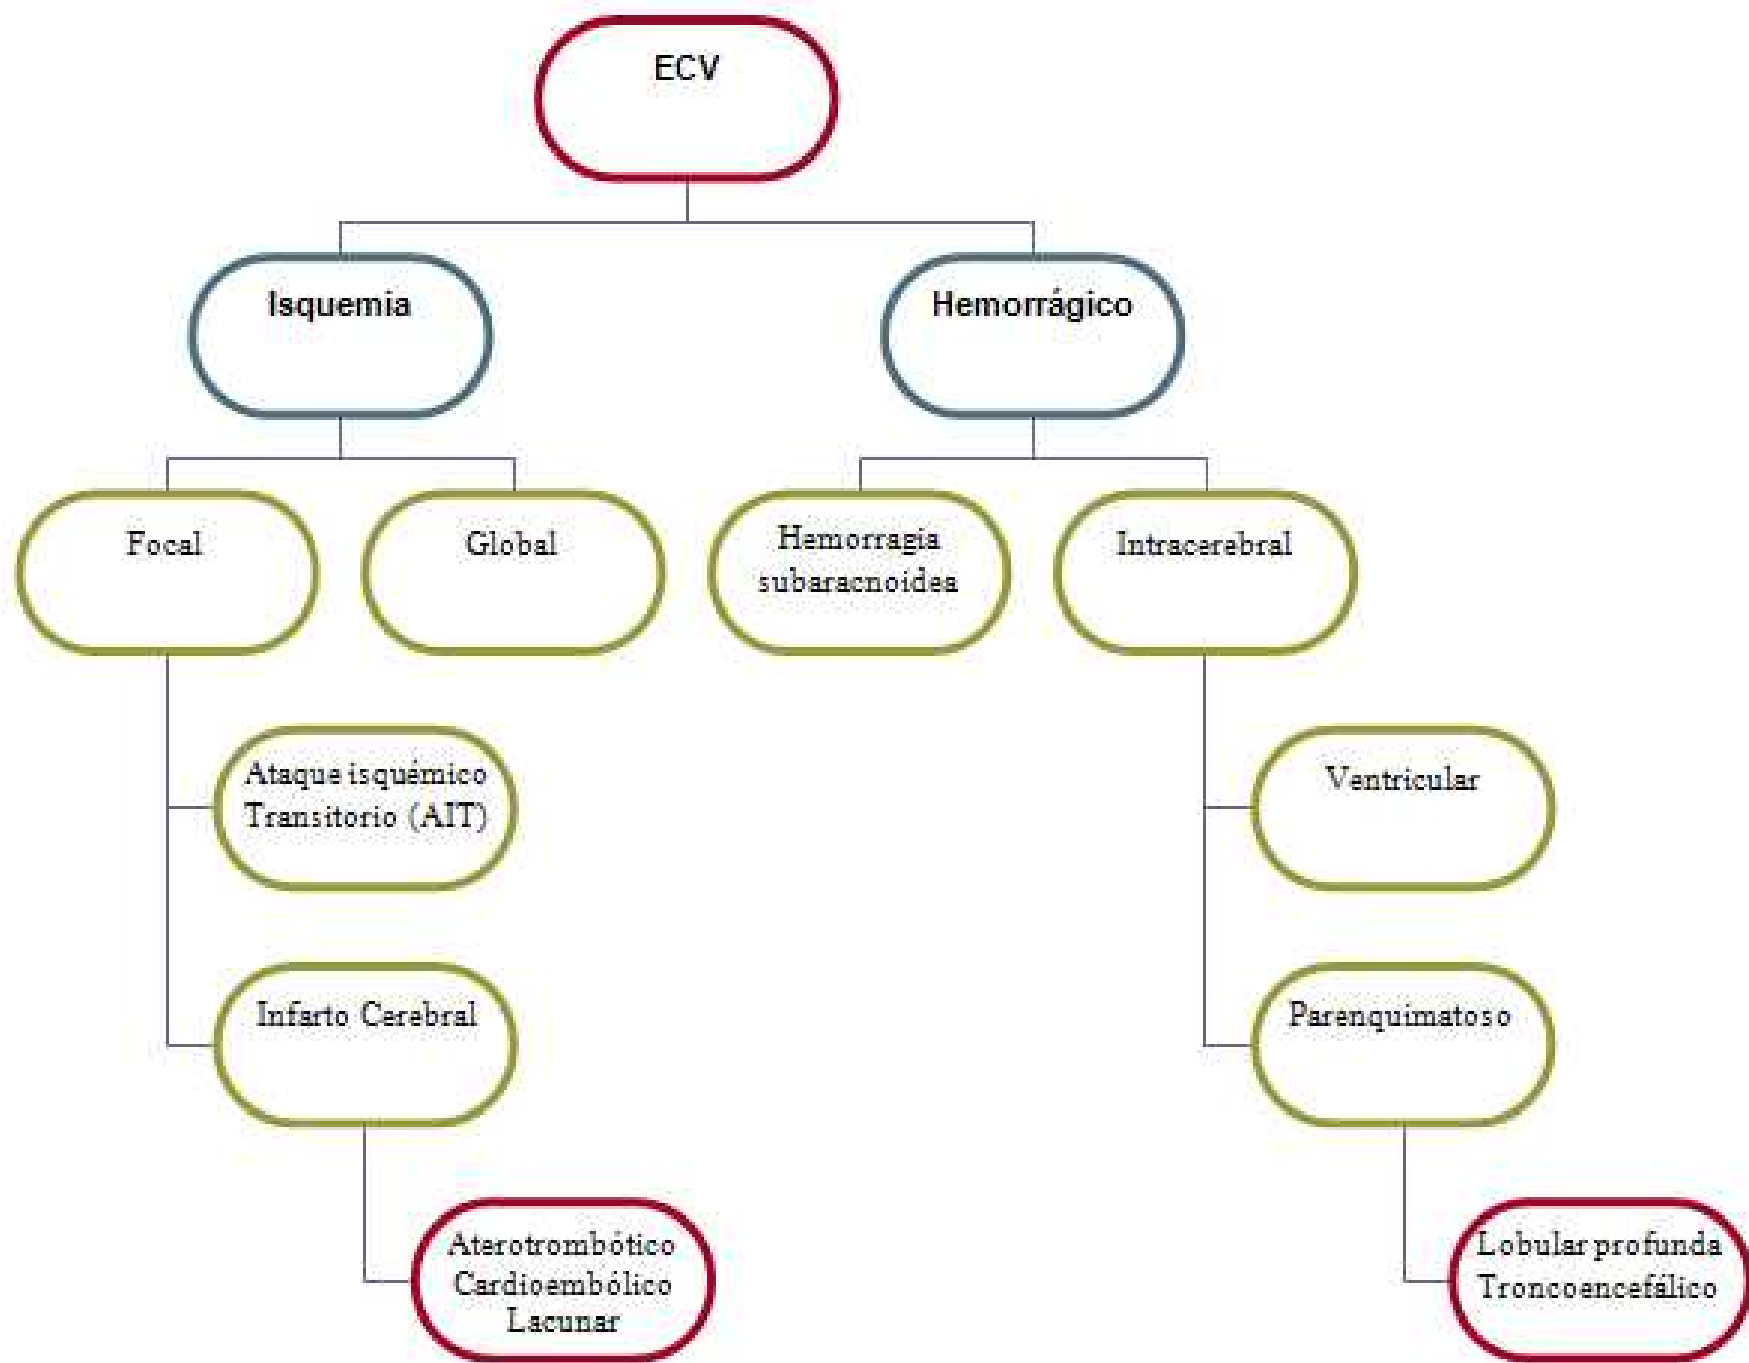 ECV
Isquemia
Hemorrágico
Focal
Global
Hemorragia
subaracnoidea
Intracerebral
Ataque isquémico
Transitorio (AIT)
Ventricular
Infarto Cerebral
Parenquimatoso
Aterotrombótico
Cardioembólico
Lacunar
Lobular profunda
Troncoencefálico